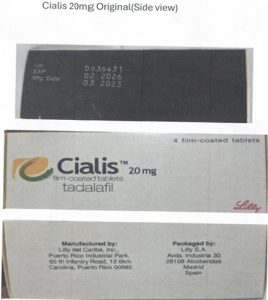 Cialis 20mg Original(Side view)
Lot D636431
EXP 02 2026
Mfg. Date 03 2023
4 film-coated tablets
Cialis™ 20 mg
film-coated tablets
tadalafil
Lilly
Manufactured by:
Lilly del Caribe, Inc.,
Puerto Rico Industrial Park,
65 th Infantry Road, 12.6km
Carolina, Puerto Rico 00985
Packaged by:
Lilly S.A.
Avda. Industria 30
28108 Alcobendas
Madrid
Spain